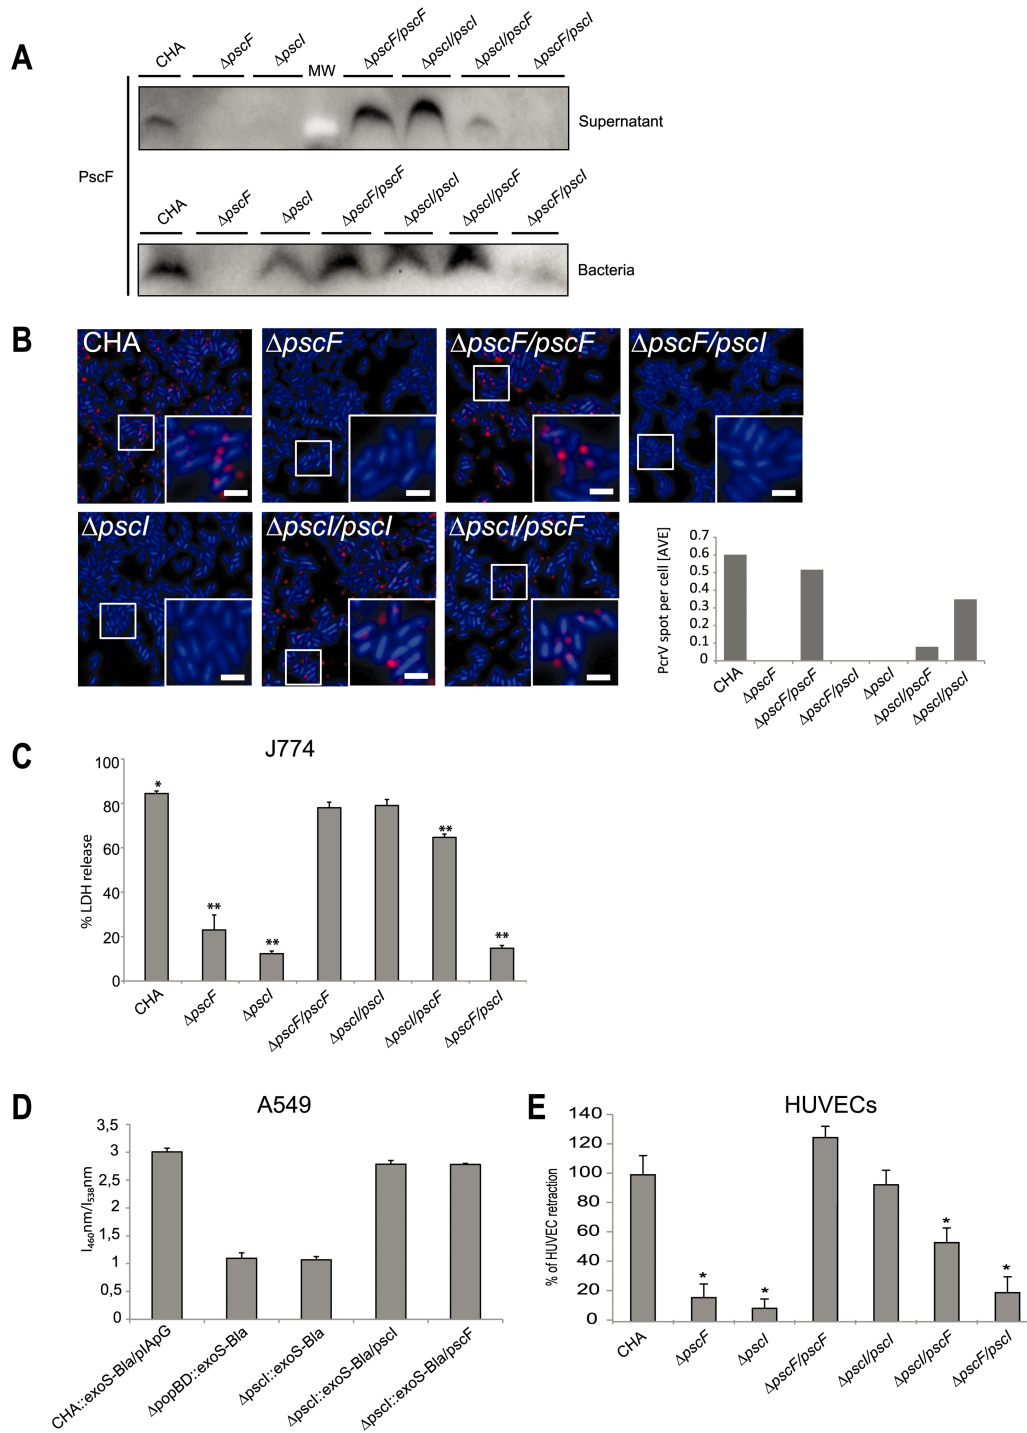 A
CHA ΔpscF ΔpscI MW ΔpscF/pscF ΔpscI/pscI ΔpscI/pscF ΔpscF/pscI
Supernatant
PscF
CHA ΔpscF ΔpscI ΔpscF/pscF ΔpscI/pscI ΔpscI/pscF ΔpscF/pscI
Bacteria
B
CHA ΔpscF ΔpscF/pscF ΔpscF/pscI
ΔpscI ΔpscI/pscI ΔpscI/pscF
PcrV spot per cell [AVE]
0.7
0.6
0.5
0.4
0.3
0.2
0.1
0
CHA ΔpscF ΔpscF/pscF ΔpscF/pscI ΔpscI ΔpscI/pscF ΔpscI/pscI
C
J774
% LDH release
100
80
60
40
20
0
* ** ** ** **
CHA ΔpscF ΔpscI ΔpscF/pscF ΔpscI/pscI ΔpscI/pscF ΔpscF/pscI
D
A549
I460nm/I538nm
3,5
3
2,5
2
1,5
1
0,5
0
CHA::exoS-Bla/pIApG ΔpopBD::exoS-Bla ΔpscI::exoS-Bla ΔpscI::exoS-Bla/pscI ΔpscI::exoS-Bla/pscF
E
HUVECs
% of HUVEC retraction
140
120
100
80
60
40
20
0
* * * *
CHA ΔpscF ΔpscI ΔpscF/pscF ΔpscI/pscI ΔpscI/pscF ΔpscF/pscI